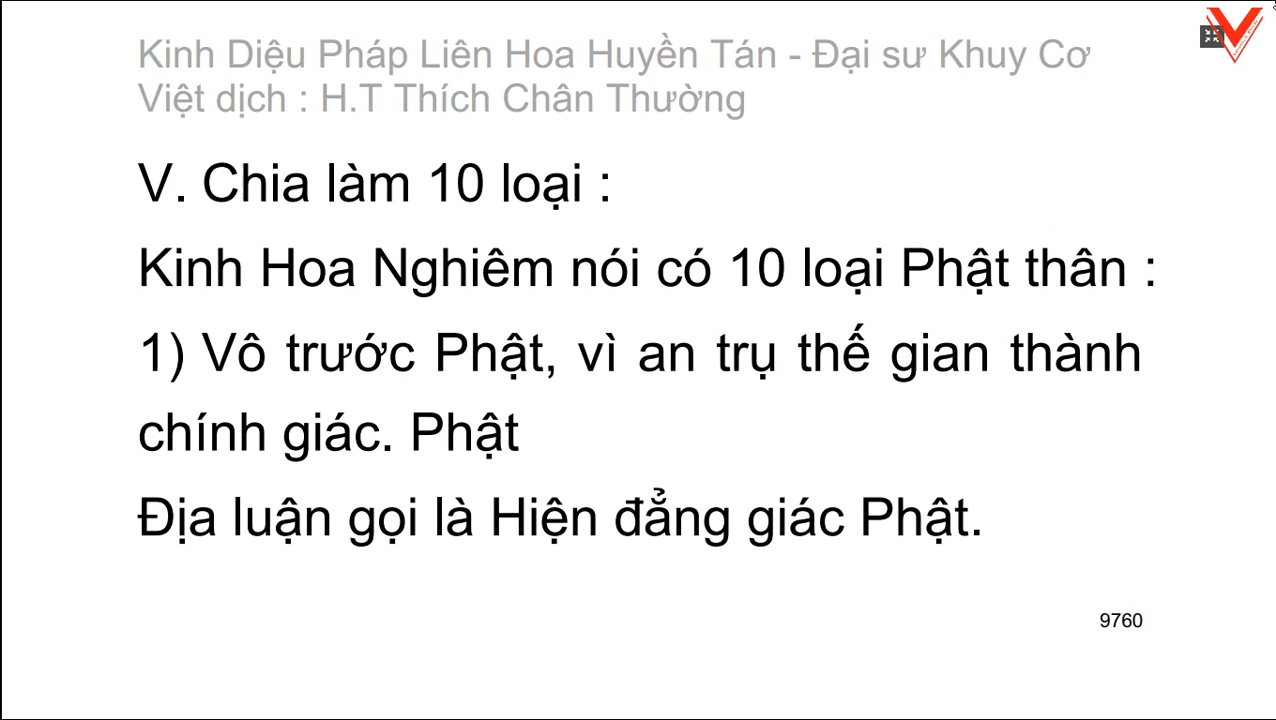 Kinh Diệu Pháp Liên Hoa Huyền Tán - Đại sư Khuy Cơ
Việt dịch : H.T Thích Chân Thường
V. Chia làm 10 loại :
Kinh Hoa Nghiêm nói có 10 loại Phật thân :
1) Vô trước Phật, vì an trụ thế gian thành
chính giác. Phật
Địa luận gọi là Hiện đẳng giác Phật.
9760